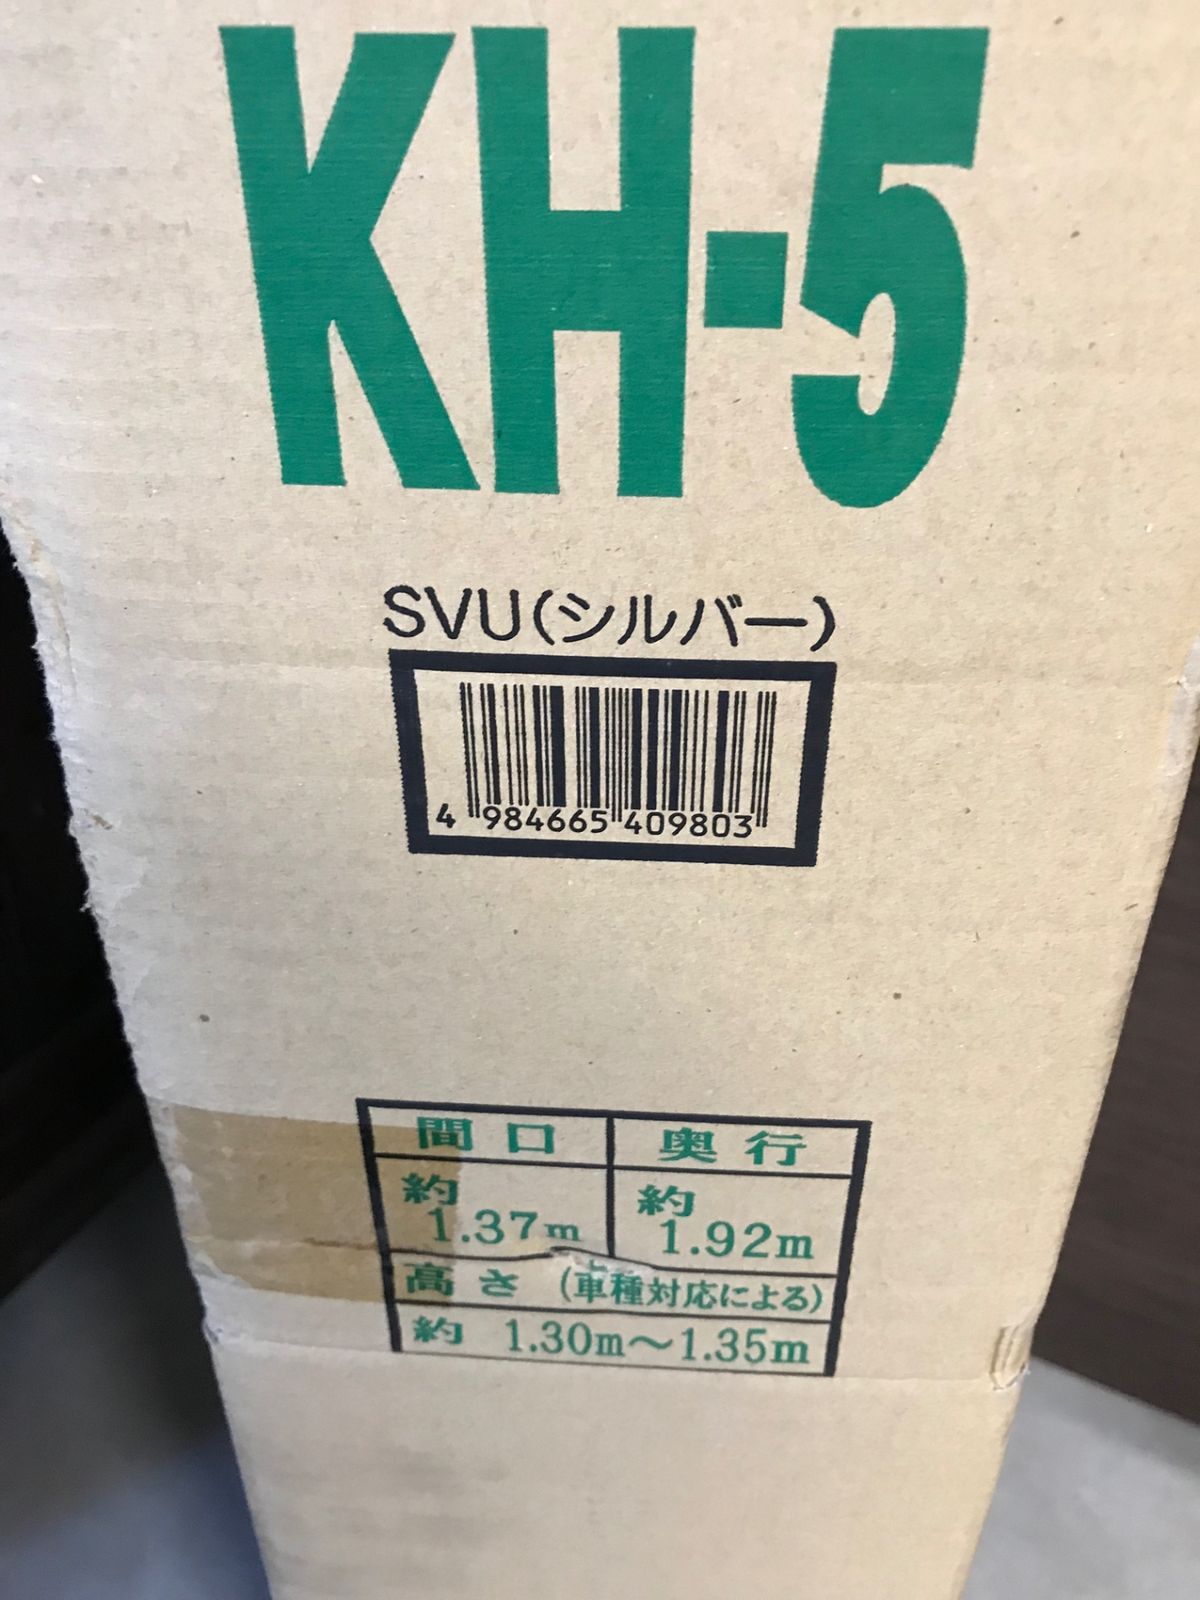 KH-5
SVU(シルバー)
4 984665 409803
間口 奥行
約 1.37m 約 1.92m
高さ (車種対応による)
約 1.30m～1.35m